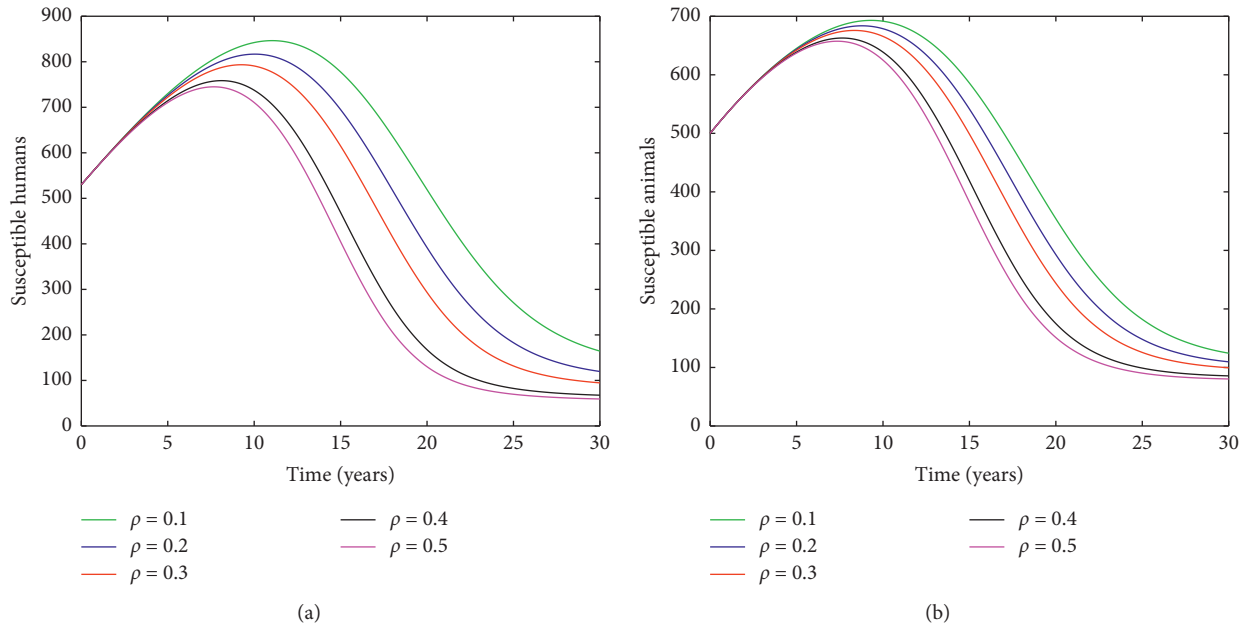 900
800
700
600
500
400
300
200
100
0
Susceptible humans
0 5 10 15 20 25 30
Time (years)
ρ = 0.1
ρ = 0.2
ρ = 0.3
ρ = 0.4
ρ = 0.5
(a)
700
600
500
400
300
200
100
0
Susceptible animals
0 5 10 15 20 25 30
Time (years)
ρ = 0.1
ρ = 0.2
ρ = 0.3
ρ = 0.4
ρ = 0.5
(b)